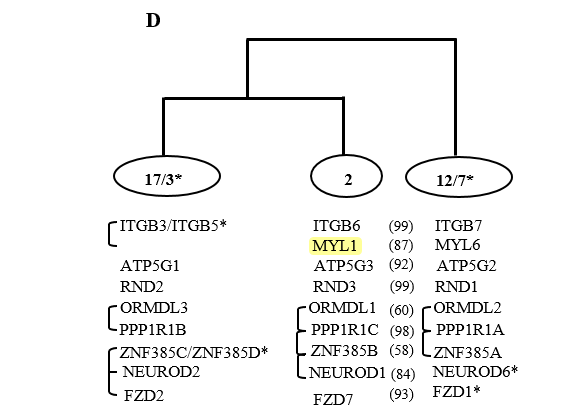 D
17/3* 2 12/7*
ITGB3/ITGB5* ITGB6 (99) ITGB7
MYL1 (87) MYL6
ATP5G1 ATP5G3 (92) ATP5G2
RND2 RND3 (99) RND1
ORMDL3 ORMDL1 (60) ORMDL2
PPP1R1B PPP1R1C (98) PPP1R1A
ZNF385C/ZNF385D* ZNF385B (58) ZNF385A
NEUROD2 NEUROD1 (84) NEUROD6*
FZD2 FZD7 (93) FZD1*